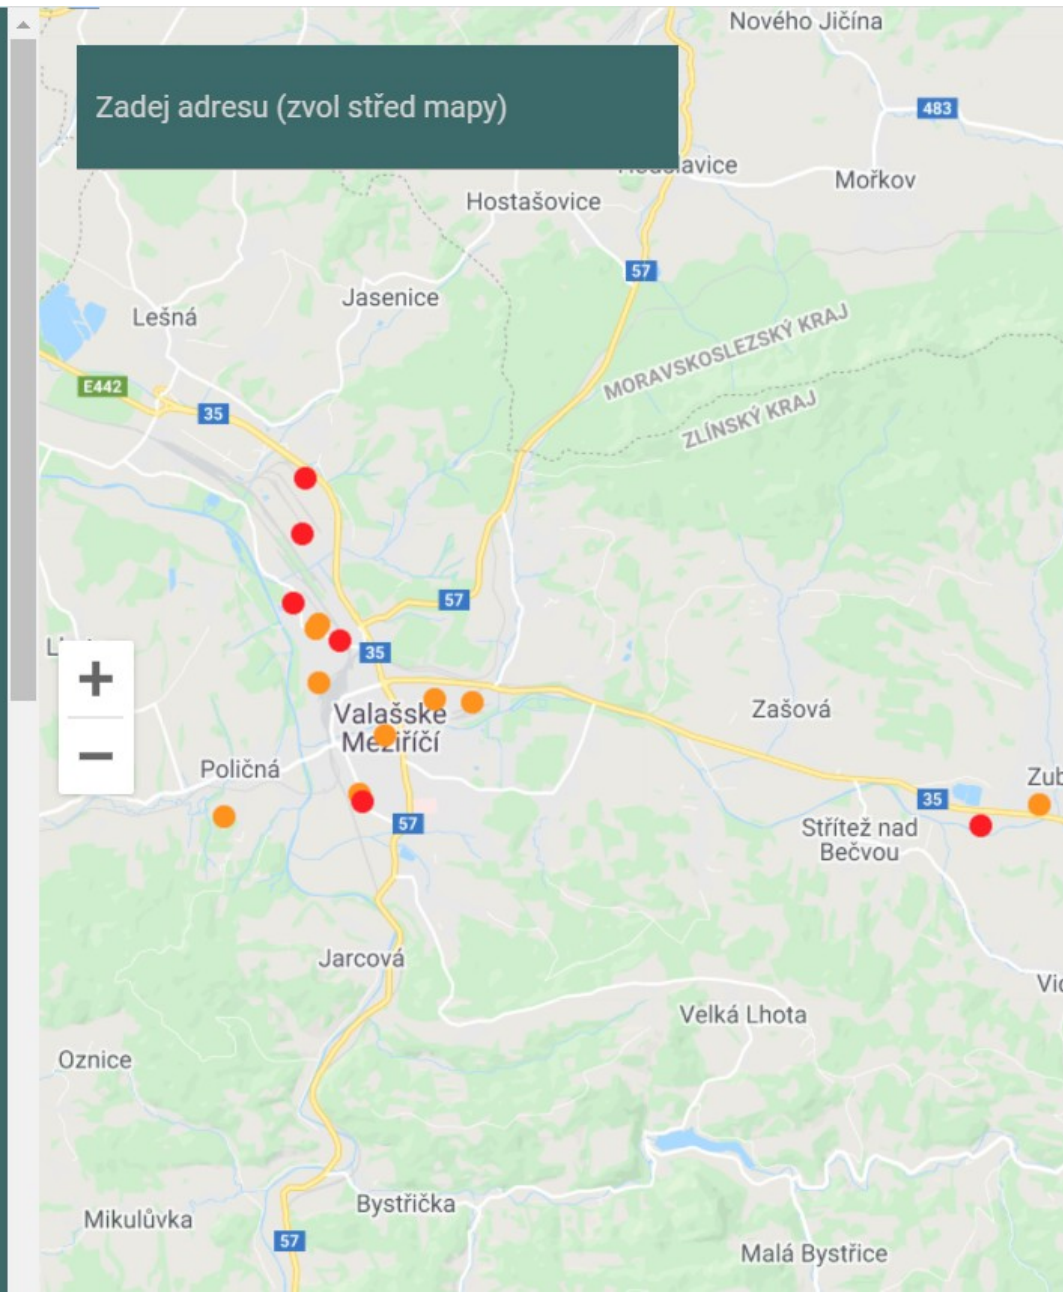 Nového Jičína
Zadej adresu (zvol střed mapy)
483
Mořkov
Hostašovice
57
Jasenice
Lešná
MORAVSKOSLEZSKÝ KRAJ
E442
35
ZLÍNSKÝ KRAJ
57
35
Zašová
Valašské
Meziříčí
Poličná
35
57
Střítež nad
Bečvou
Jarcová
Velká Lhota
Oznice
Bystřička
Mikulůvka
57
Malá Bystřice